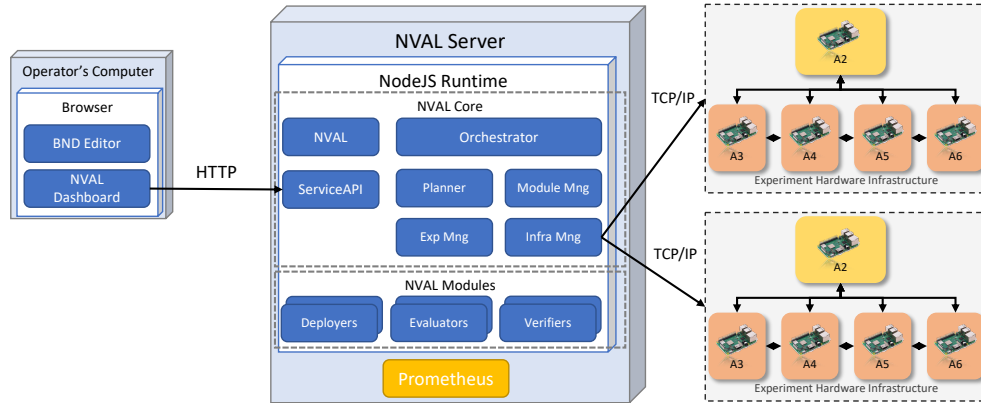 Operator's Computer
Browser
BND Editor
NVAL
Dashboard
HTTP
NVAL Server
NodeJS Runtime
NVAL Core
NVAL
Orchestrator
ServiceAPI
Planner
Module Mng
Exp Mng
Infra Mng
NVAL Modules
Deployers
Evaluators
Verifiers
Prometheus
TCP/IP
A2
A3
A4
A5
A6
Experiment Hardware Infrastructure
TCP/IP
A2
A3
A4
A5
A6
Experiment Hardware Infrastructure